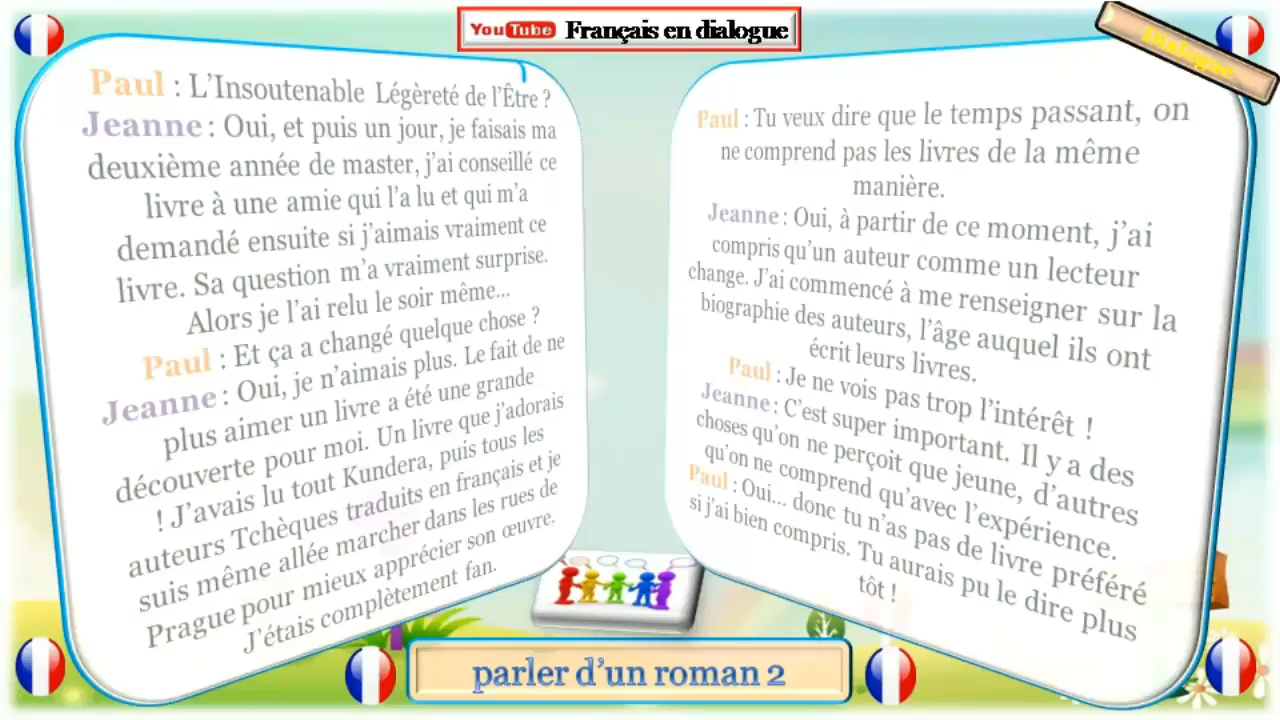 YouTube Français en dialogue
Dialogue
Paul : L’Insoutenable Légèreté de l’Être ?
Jeanne : Oui, et puis un jour, je faisais ma
deuxième année de master, j’ai conseillé ce
livre à une amie qui l’a lu et qui m’a
demandé ensuite si j’aimais vraiment ce
livre. Sa question m’a vraiment surprise.
Alors je l’ai relu le soir même...
Paul : Et ça a changé quelque chose ?
Jeanne : Oui, je n’aimais plus. Le fait de ne
plus aimer un livre a été une grande
découverte pour moi. Un livre que j’adorais
! J’avais lu tout Kundera, puis tous les
auteurs Tchèques traduits en français et je
suis même allée marcher dans les rues de
Prague pour mieux apprécier son œuvre.
J’étais complètement fan.
Paul : Tu veux dire que le temps passant, on
ne comprend pas les livres de la même
manière.
Jeanne : Oui, à partir de ce moment, j’ai
compris qu’un auteur comme un lecteur
change. J’ai commencé à me renseigner sur la
biographie des auteurs, l’âge auquel ils ont
écrit leurs livres.
Paul : Je ne vois pas trop l’intérêt !
Jeanne : C’est super important. Il y a des
choses qu’on ne perçoit que jeune, d’autres
qu’on ne comprend qu’avec l’expérience.
Paul : Oui... donc tu n’as pas de livre préféré
si j’ai bien compris. Tu aurais pu le dire plus
tôt !
parler d’un roman 2